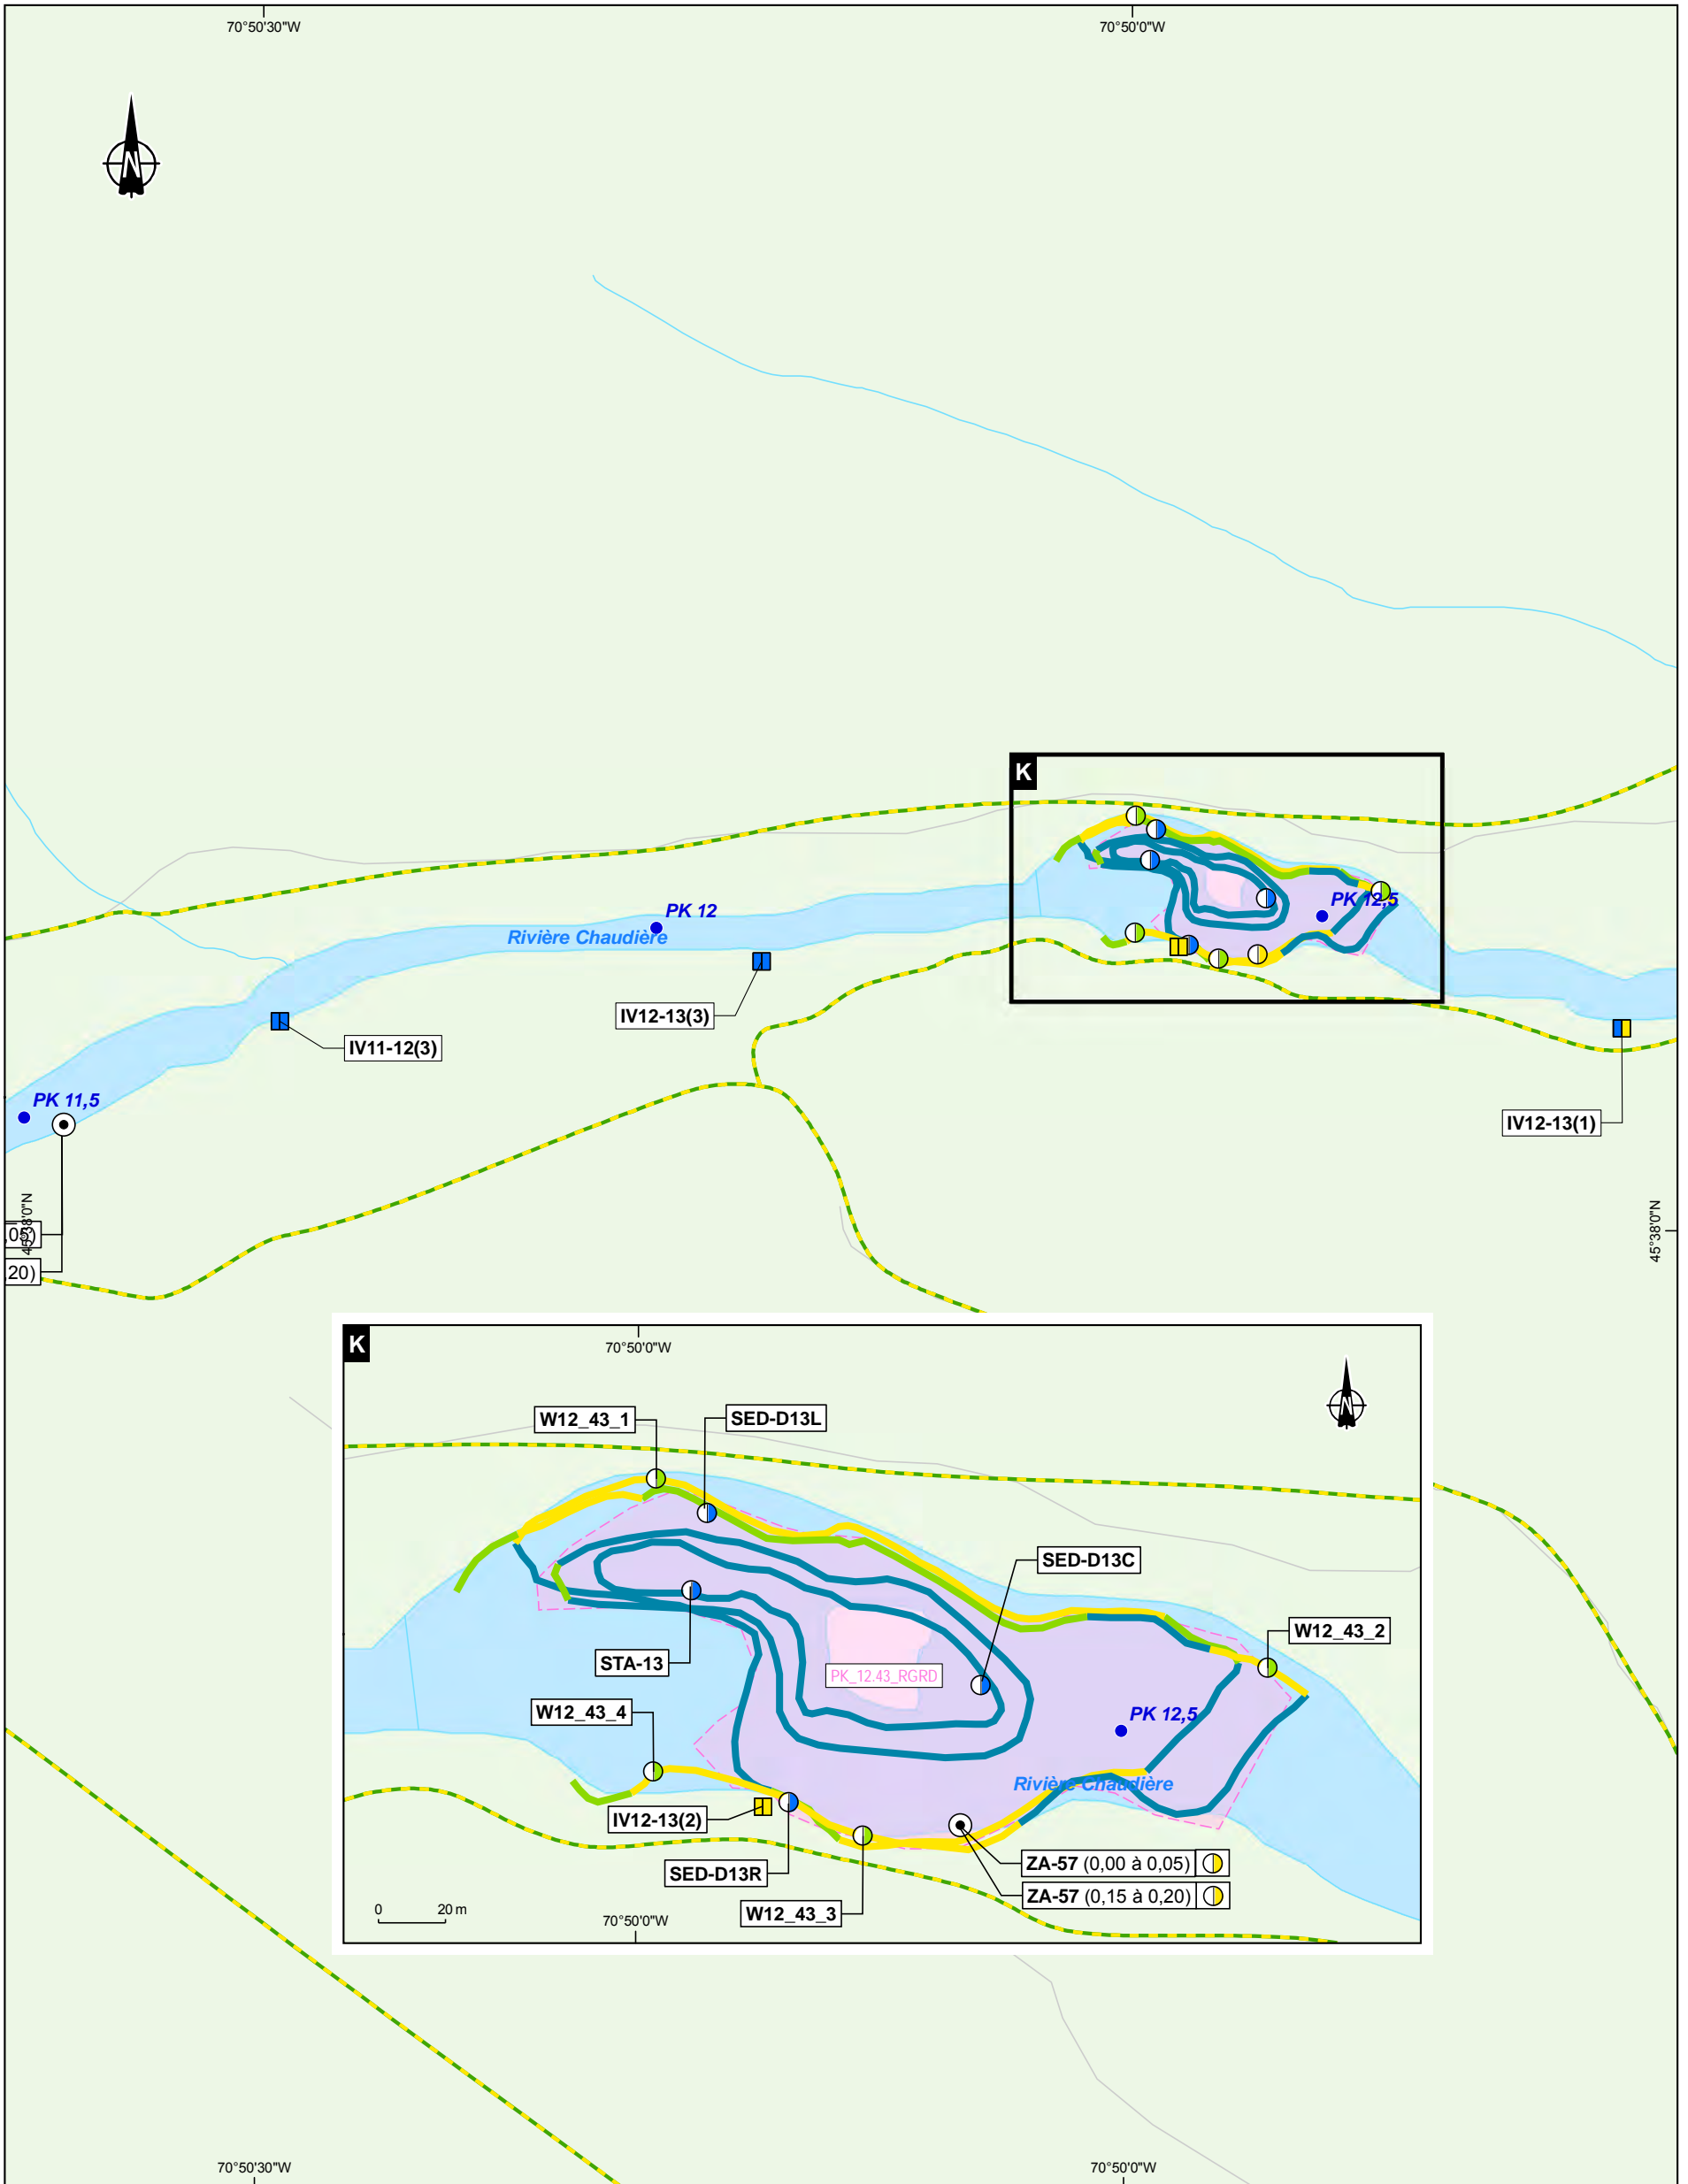 70°50'30"W
70°50'0"W
N
K
PK 12,5
PK 12
Rivière Chaudière
IV12-13(3)
IV11-12(3)
PK 11,5
IV12-13(1)
45°38'0"N
45°38'0"N
,05)
20)
K
70°50'0"W
W12_43_1
SED-D13L
SED-D13C
W12_43_2
STA-13
PK_12.43_RGRD
W12_43_4
PK 12,5
Rivière Chaudière
IV12-13(2)
ZA-57 (0,00 à 0,05)
SED-D13R
ZA-57 (0,15 à 0,20)
0 20 m
W12_43_3
70°50'0"W
70°50'30"W
70°50'0"W